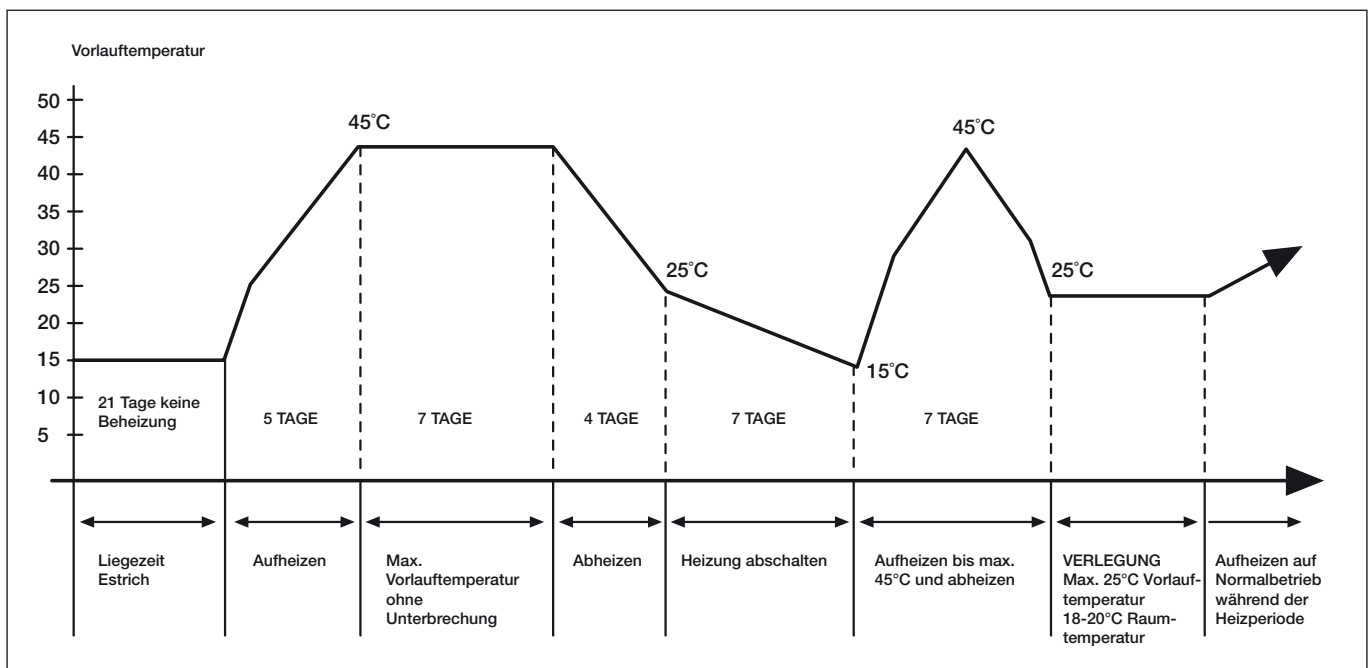 Vorlauftemperatur
50
45
40
35
30
25
20
15
10
5
45°C
25°C
15°C
45°C
25°C
21 Tage keine
Beheizung
5 TAGE
7 TAGE
4 TAGE
7 TAGE
7 TAGE
Liegezeit
Estrich
Aufheizen
Max.
Vorlauftemperatur
ohne
Unterbrechung
Abheizen
Heizung abschalten
Aufheizen bis max.
45°C und abheizen
VERLEGUNG
Max. 25°C Vorlauf-
temperatur
18-20°C Raum-
temperatur
Aufheizen auf
Normalbetrieb
während der
Heizperiode